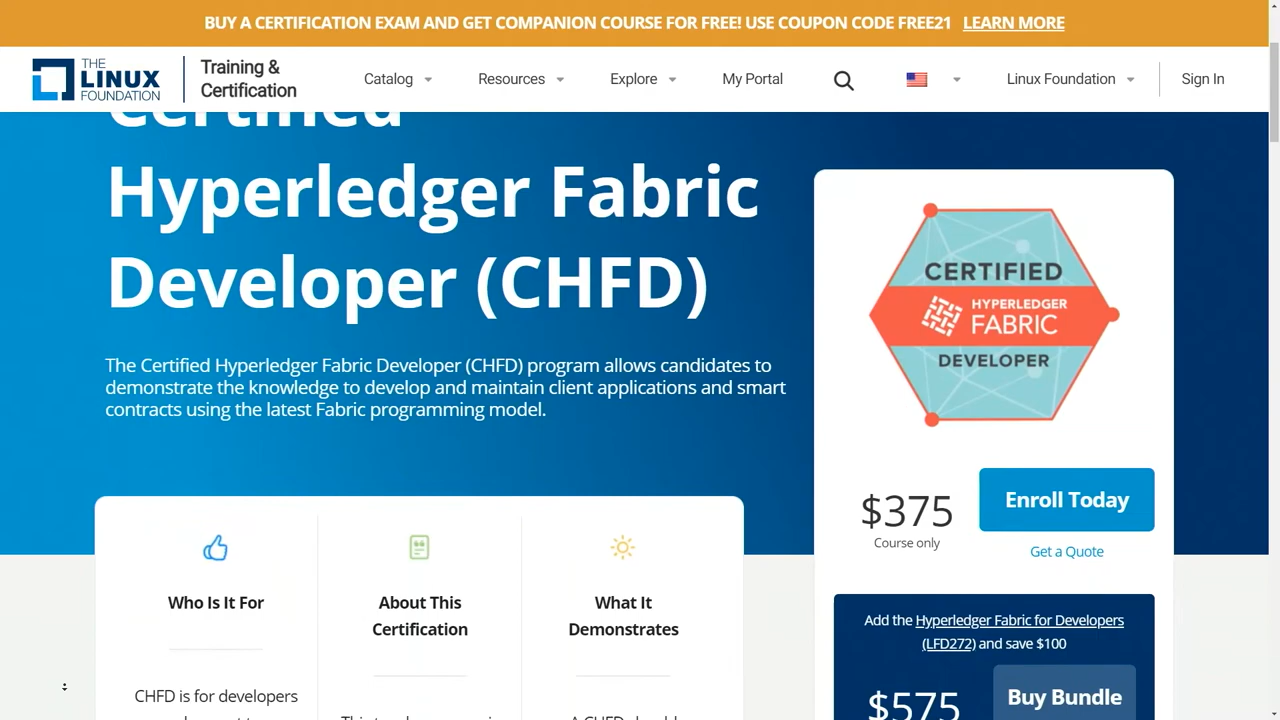 BUY A CERTIFICATION EXAM AND GET COMPANION COURSE FOR FREE! USE COUPON CODE FREE21 LEARN MORE
THE
LINUX
FOUNDATION
Training &
Certification
Catalog
Resources
Explore
My Portal
Linux Foundation
Sign In
Certified
Hyperledger Fabric
Developer (CHFD)
The Certified Hyperledger Fabric Developer (CHFD) program allows candidates to
demonstrate the knowledge to develop and maintain client applications and smart
contracts using the latest Fabric programming model.
CERTIFIED
HYPERLEDGER
FABRIC
DEVELOPER
$375
Course only
Enroll Today
Get a Quote
Add the Hyperledger Fabric for Developers
(LFD272) and save $100
$575
Buy Bundle
Who Is It For
About This
Certification
What It
Demonstrates
CHFD is for developers